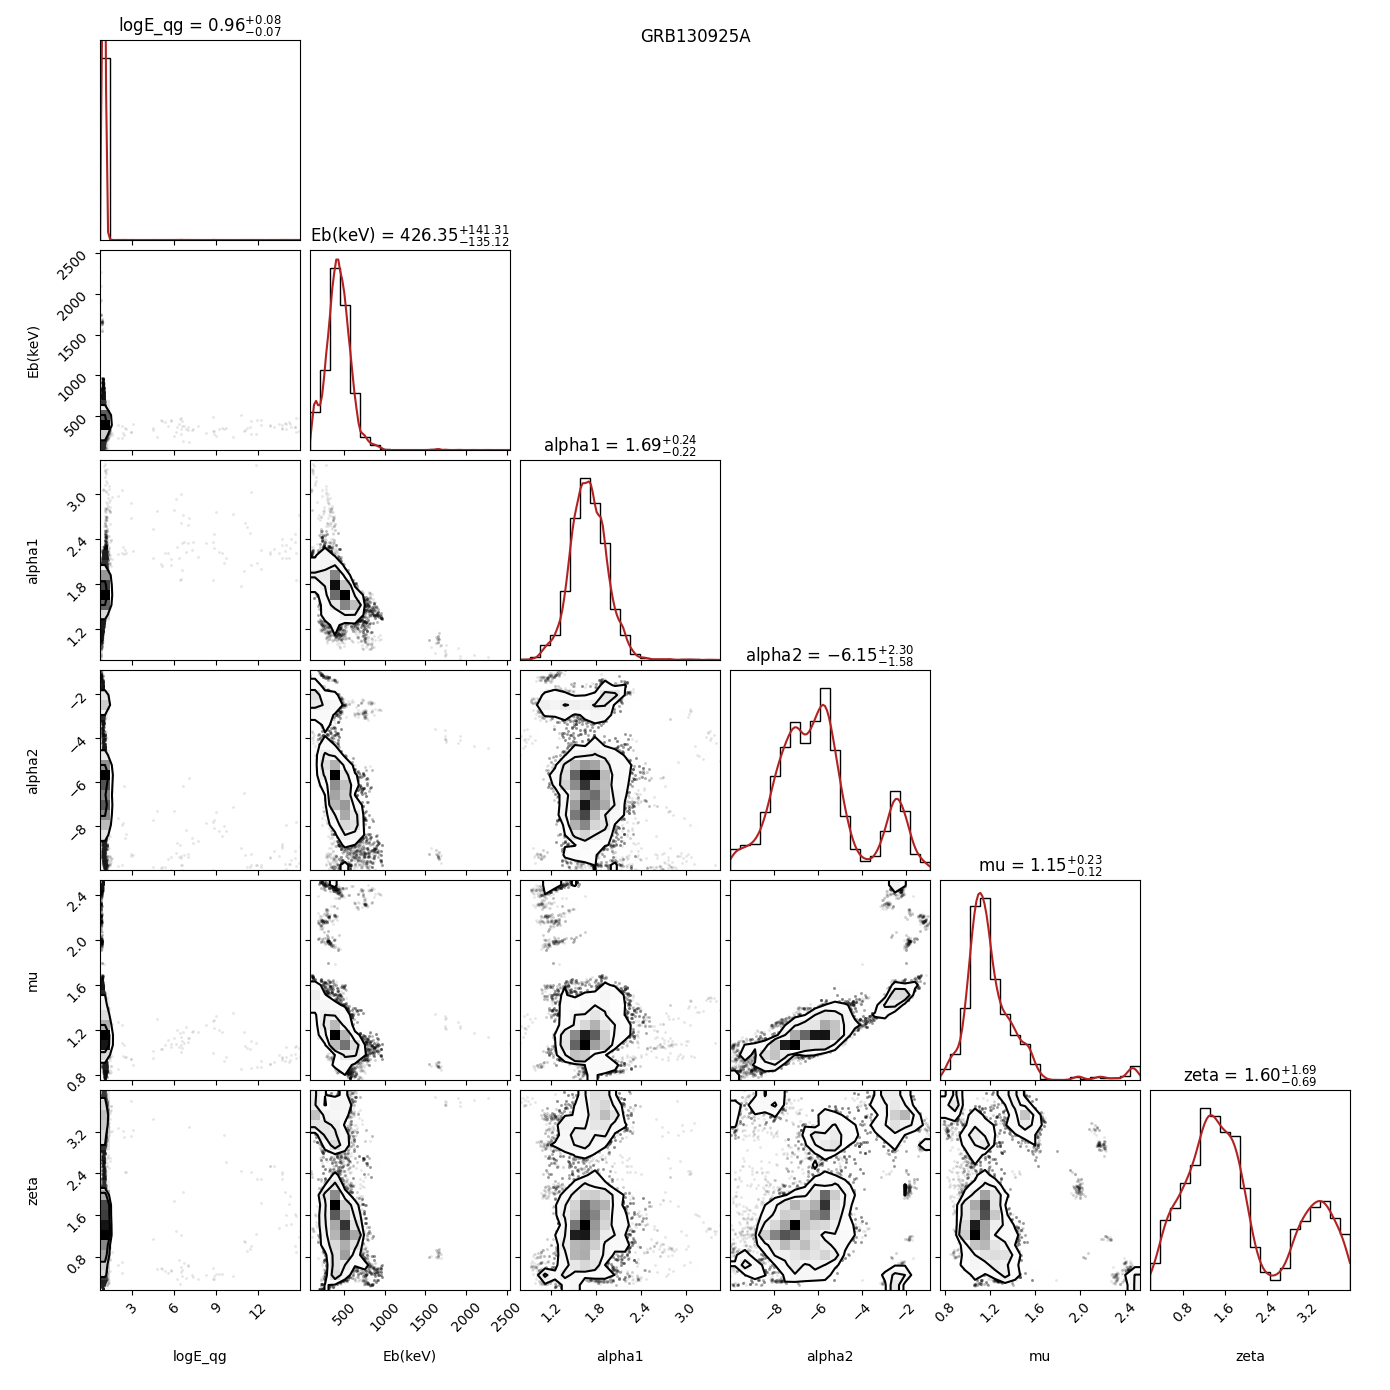 logE_qg = 0.96+0.08 −0.07
GRB130925A
Eb(keV) = 426.35+141.31 −135.12
2500
2000
1500
1000
500
Eb(keV)
alpha1 = 1.69+0.24 −0.22
3.0
2.4
1.8
1.2
alpha1
alpha2 = −6.15+2.30 −1.58
−2
−4
−6
−8
alpha2
mu = 1.15+0.23 −0.12
2.4
2.0
1.6
1.2
0.8
mu
zeta = 1.60+1.69 −0.69
3.2
2.4
1.6
0.8
zeta
3 6 9 12 500 1000 1500 2000 2500 1.2 1.8 2.4 3.0 −8 −6 −4 −2 0.8 1.2 1.6 2.0 2.4 0.8 1.6 2.4 3.2
logE_qg Eb(keV) alpha1 alpha2 mu zeta